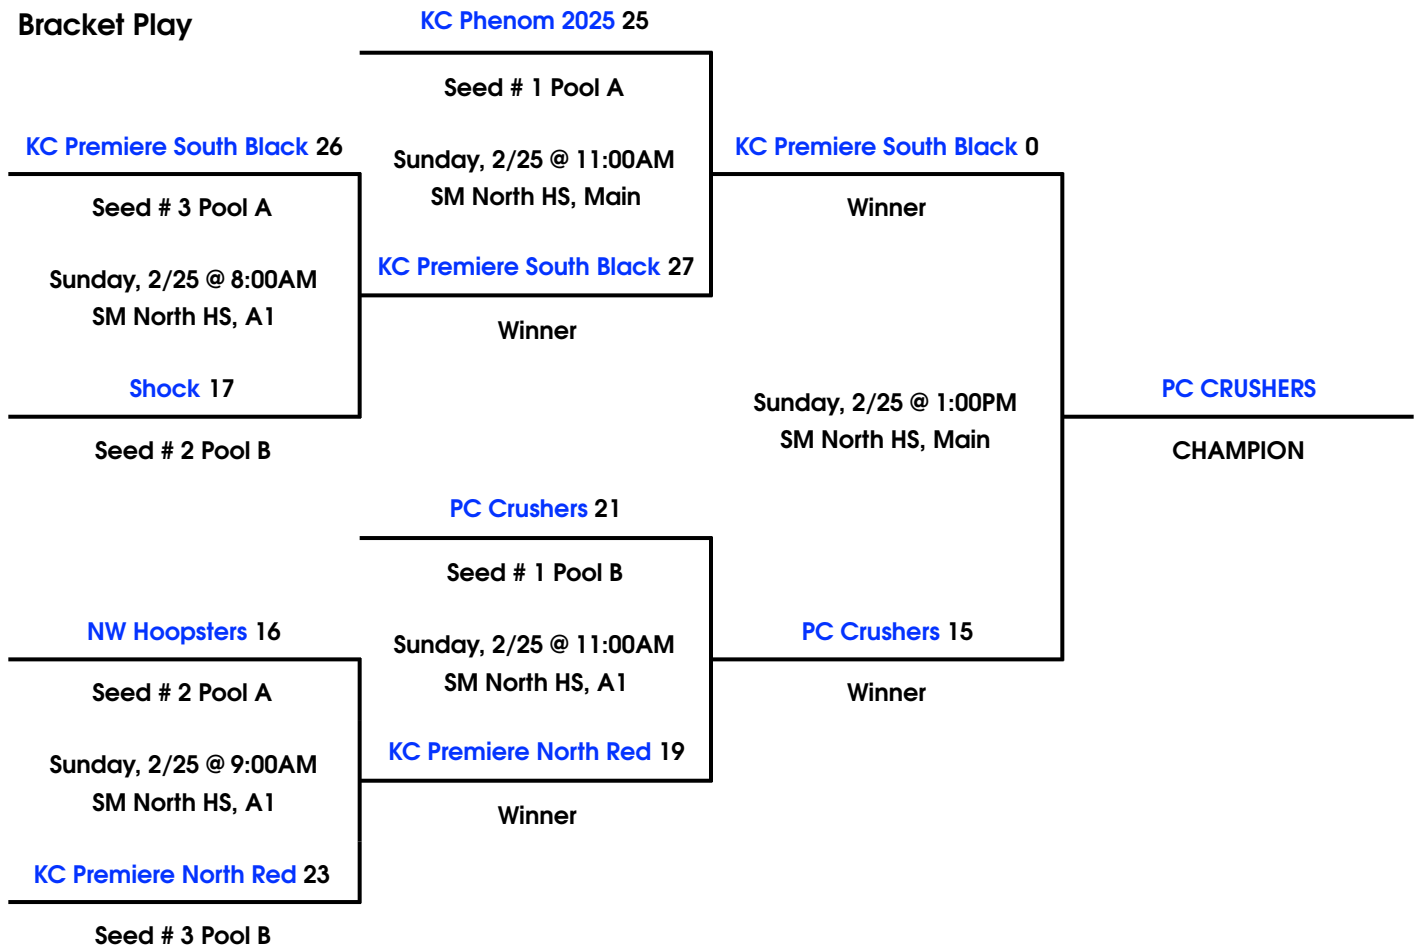 Bracket Play
KC Phenom 2025 25
Seed # 1 Pool A
KC Premiere South Black 26
Sunday, 2/25 @ 11:00AM
SM North HS, Main
KC Premiere South Black 0
Seed # 3 Pool A
Winner
KC Premiere South Black 27
Sunday, 2/25 @ 8:00AM
SM North HS, A1
Winner
Shock 17
Seed # 2 Pool B
Sunday, 2/25 @ 1:00PM
SM North HS, Main
PC CRUSHERS
CHAMPION
PC Crushers 21
Seed # 1 Pool B
NW Hoopsters 16
Sunday, 2/25 @ 11:00AM
SM North HS, A1
PC Crushers 15
Seed # 2 Pool A
Winner
KC Premiere North Red 19
Sunday, 2/25 @ 9:00AM
SM North HS, A1
Winner
KC Premiere North Red 23
Seed # 3 Pool B